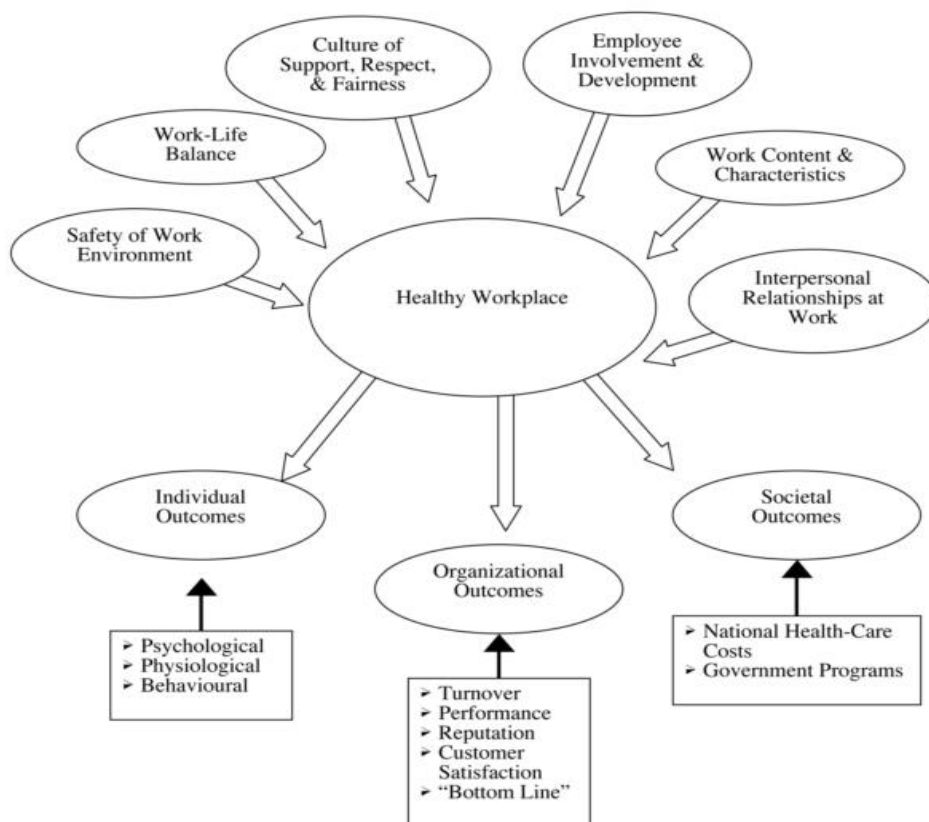 Culture of
Support, Respect,
& Fairness
Employee
Involvement &
Development
Work-Life
Balance
Work Content &
Characteristics
Safety of Work
Environment
Healthy Workplace
Interpersonal
Relationships at
Work
Individual
Outcomes
Organizational
Outcomes
Societal
Outcomes
➢ Psychological
➢ Physiological
➢ Behavioural
➢ Turnover
➢ Performance
➢ Reputation
➢ Customer
Satisfaction
➢ “Bottom Line”
➢ National Health-Care
Costs
➢ Government Programs